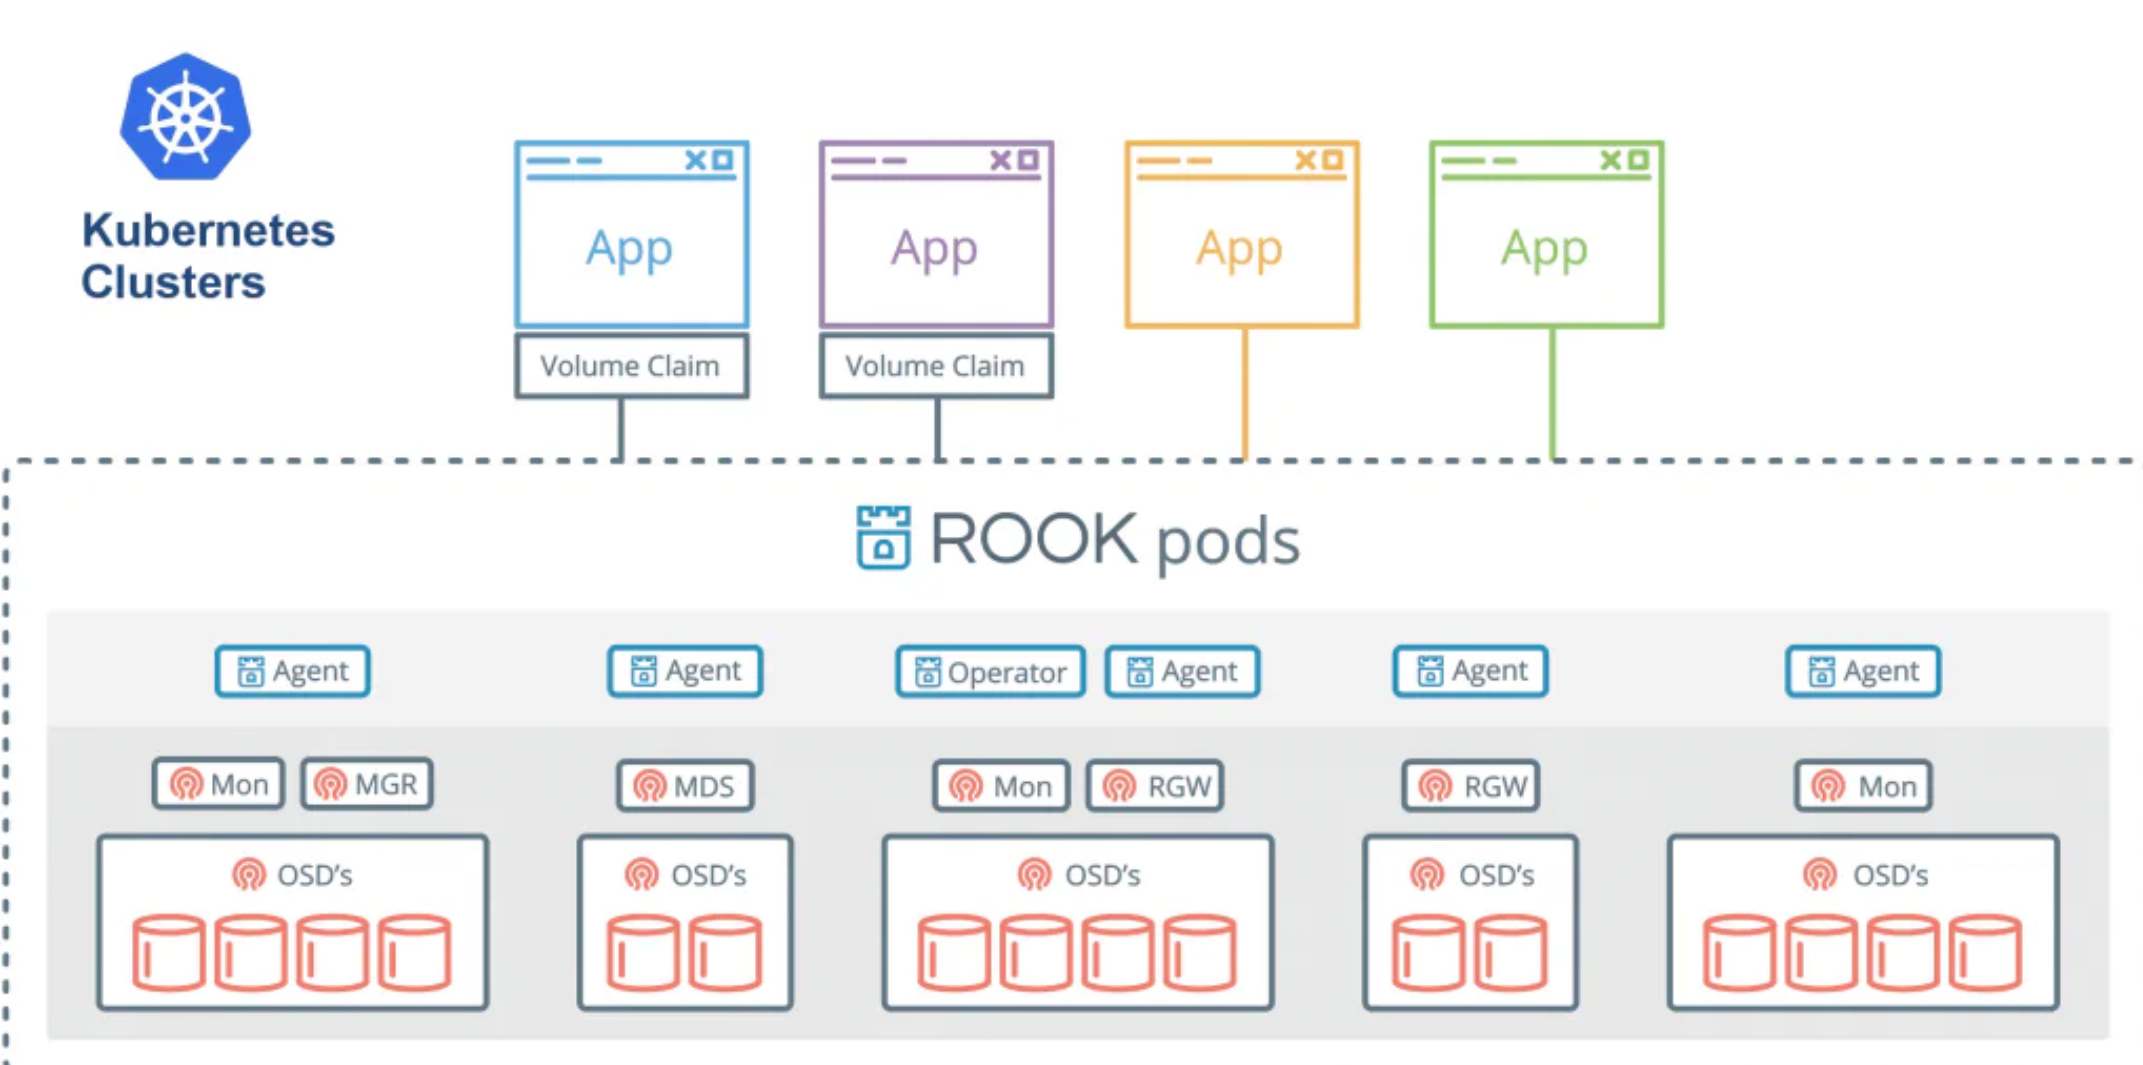 Kubernetes
Clusters
App
App
App
App
Volume Claim
Volume Claim
ROOK pods
Agent
Agent
Operator
Agent
Agent
Agent
Mon
MGR
MDS
Mon
RGW
RGW
Mon
OSD’s
OSD’s
OSD’s
OSD’s
OSD’s